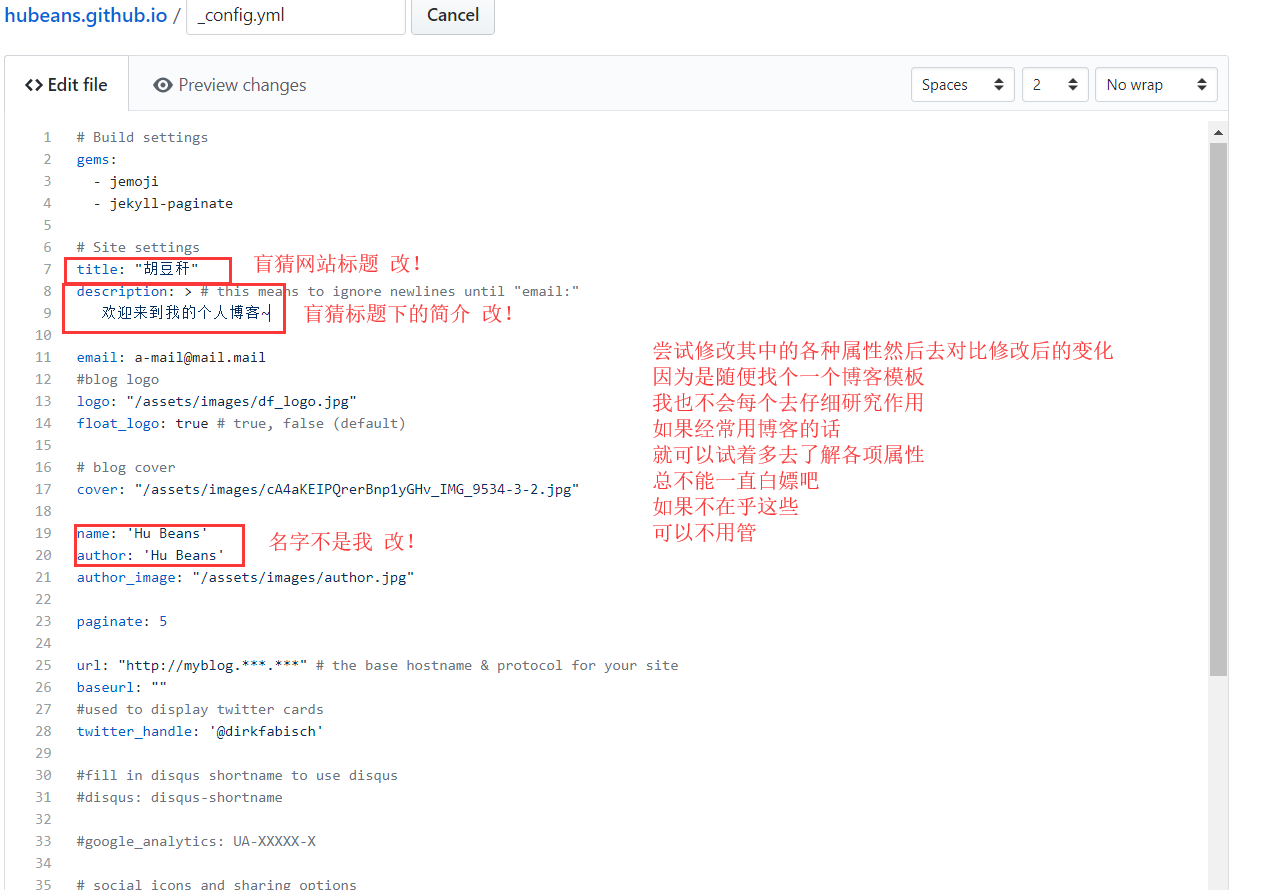 hubeans.github.io / _config.yml Cancel
<> Edit file Preview changes Spaces 2 No wrap
1 # Build settings
2 gems:
3 - jemoji
4 - jekyll-paginate
5
6 # Site settings
7 title: "胡豆秆" 盲猜网站标题 改!
8 description: > # this means to ignore newlines until "email:"
9 欢迎来到我的个人博客~ 盲猜标题下的简介 改!
10
尝试修改其中的各种属性然后去对比修改后的变化
11 email: a-mail@mail.mail
12 #blog logo
因为是随便找个一个博客模板
13 logo: "/assets/images/df_logo.jpg"
我也不会每个去仔细研究作用
14 float_logo: true # true, false (default)
如果经常用博客的话
15
就可以试着多去了解各项属性
16 # blog cover
总不能一直白嫖吧
17 cover: "/assets/images/cA4aKEIPQrerBnp1yGHv_IMG_9534-3-2.jpg"
如果不在乎这些
18
可以不用管
19 name: 'Hu Beans'
名字不是我 改!
20 author: 'Hu Beans'
21 author_image: "/assets/images/author.jpg"
22
23 paginate: 5
24
25 url: "http://myblog.***.***" # the base hostname & protocol for your site
26 baseurl: ""
27 #used to display twitter cards
28 twitter_handle: '@dirkfabisch'
29
30 #fill in disqus shortname to use disqus
31 #disqus: disqus-shortname
32
33 #google_analytics: UA-XXXXX-X
34
35 # social icons and sharing options